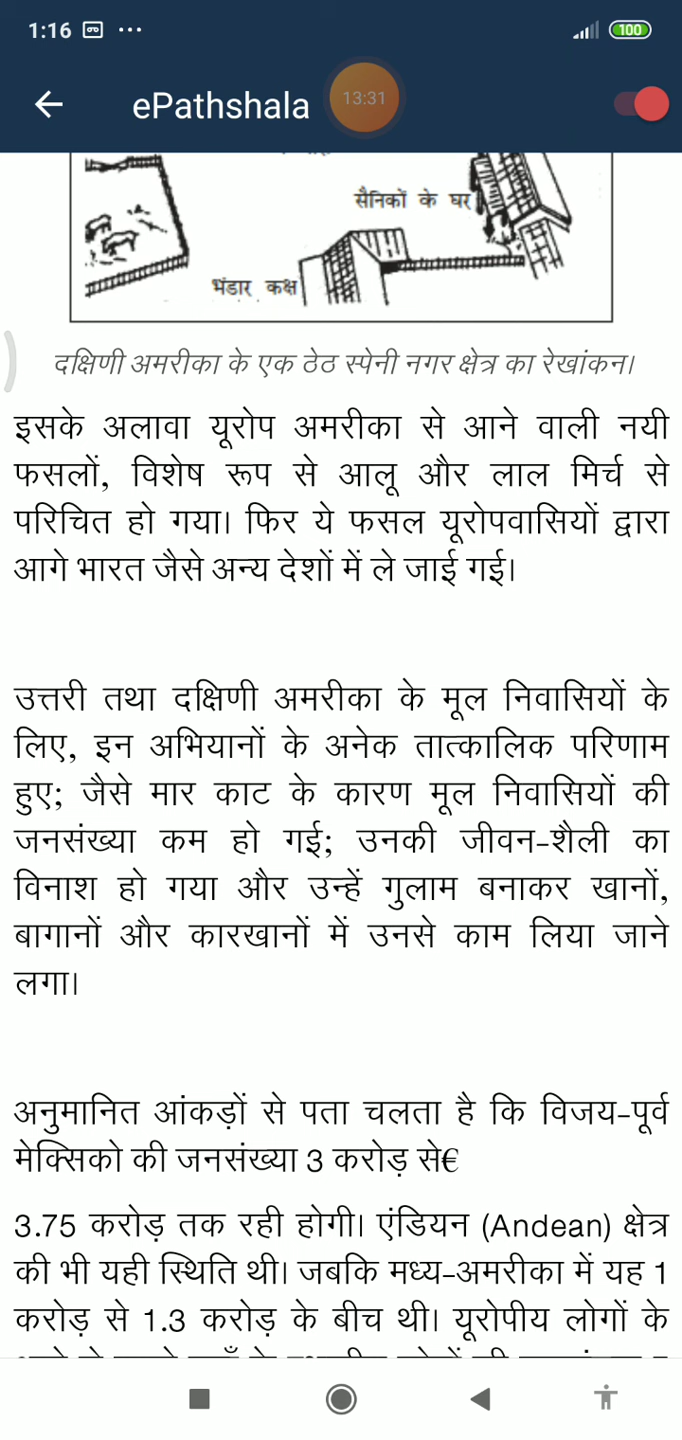 1:16
100
ePathshala
13:31
सैनिकों के घर
भंडार कक्ष
दक्षिणी अमरीका के एक ठेठ स्पेनी नगर क्षेत्र का रेखांकन।
इसके अलावा यूरोप अमरीका से आने वाली नयी
फसलों, विशेष रूप से आलू और लाल मिर्च से
परिचित हो गया। फिर ये फसल यूरोपवासियों द्वारा
आगे भारत जैसे अन्य देशों में ले जाई गई।
उत्तरी तथा दक्षिणी अमरीका के मूल निवासियों के
लिए, इन अभियानों के अनेक तात्कालिक परिणाम
हुए; जैसे मार काट के कारण मूल निवासियों की
जनसंख्या कम हो गई; उनकी जीवन-शैली का
विनाश हो गया और उन्हें गुलाम बनाकर खानों,
बागानों और कारखानों में उनसे काम लिया जाने
लगा।
अनुमानित आंकड़ों से पता चलता है कि विजय-पूर्व
मेक्सिको की जनसंख्या 3 करोड़ से€
3.75 करोड़ तक रही होगी। एंडियन (Andean) क्षेत्र
की भी यही स्थिति थी। जबकि मध्य-अमरीका में यह 1
करोड़ से 1.3 करोड़ के बीच थी। यूरोपीय लोगों के